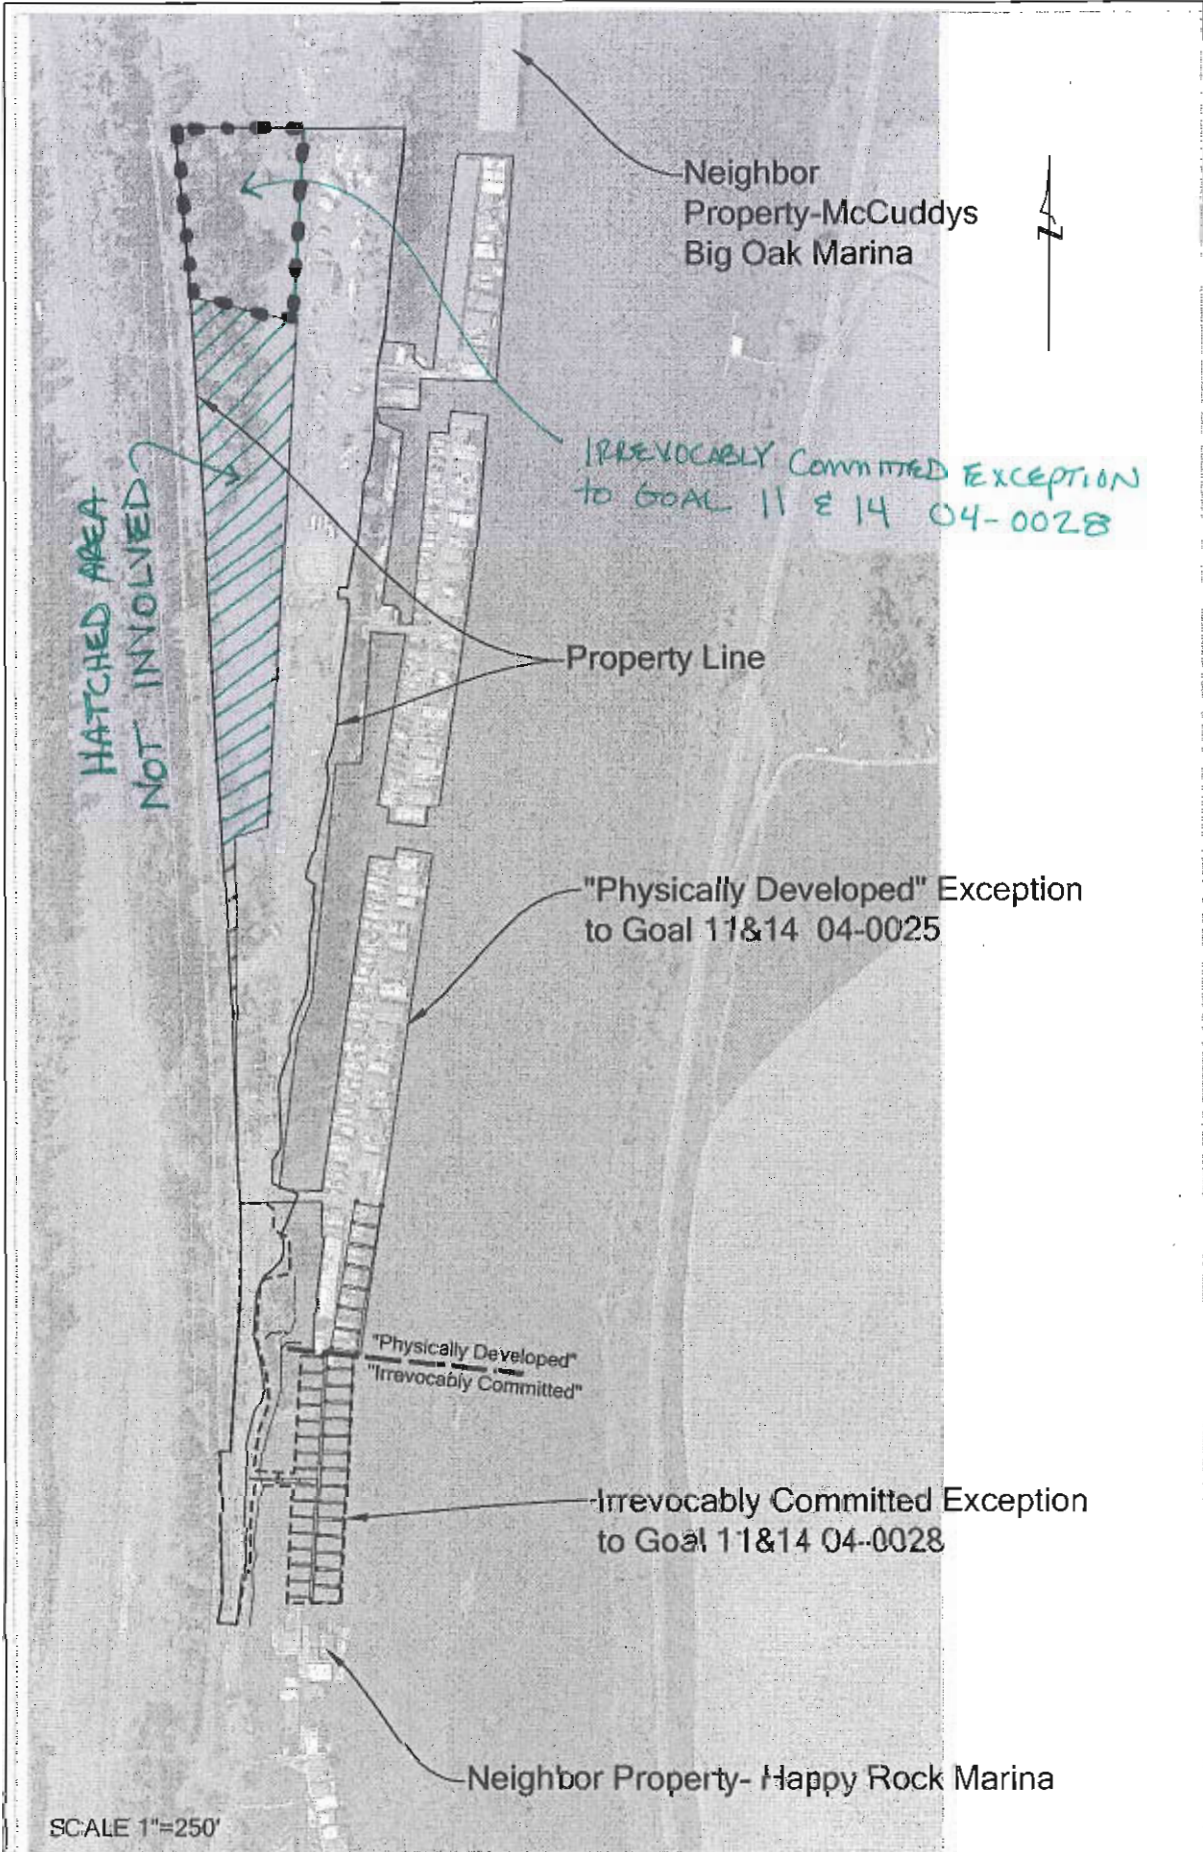 Neighbor
Property-McCuddys
Big Oak Marina
N
IRREVOCABLY COMMITTED EXCEPTION
to GOAL 11 & 14 04-0028
HATCHED AREA
NOT INVOLVED
Property Line
"Physically Developed" Exception
to Goal 11&14 04-0025
"Physically Developed"
"Irrevocably Committed"
Irrevocably Committed Exception
to Goal 11&14 04-0028
Neighbor Property- Happy Rock Marina
SCALE 1"=250'